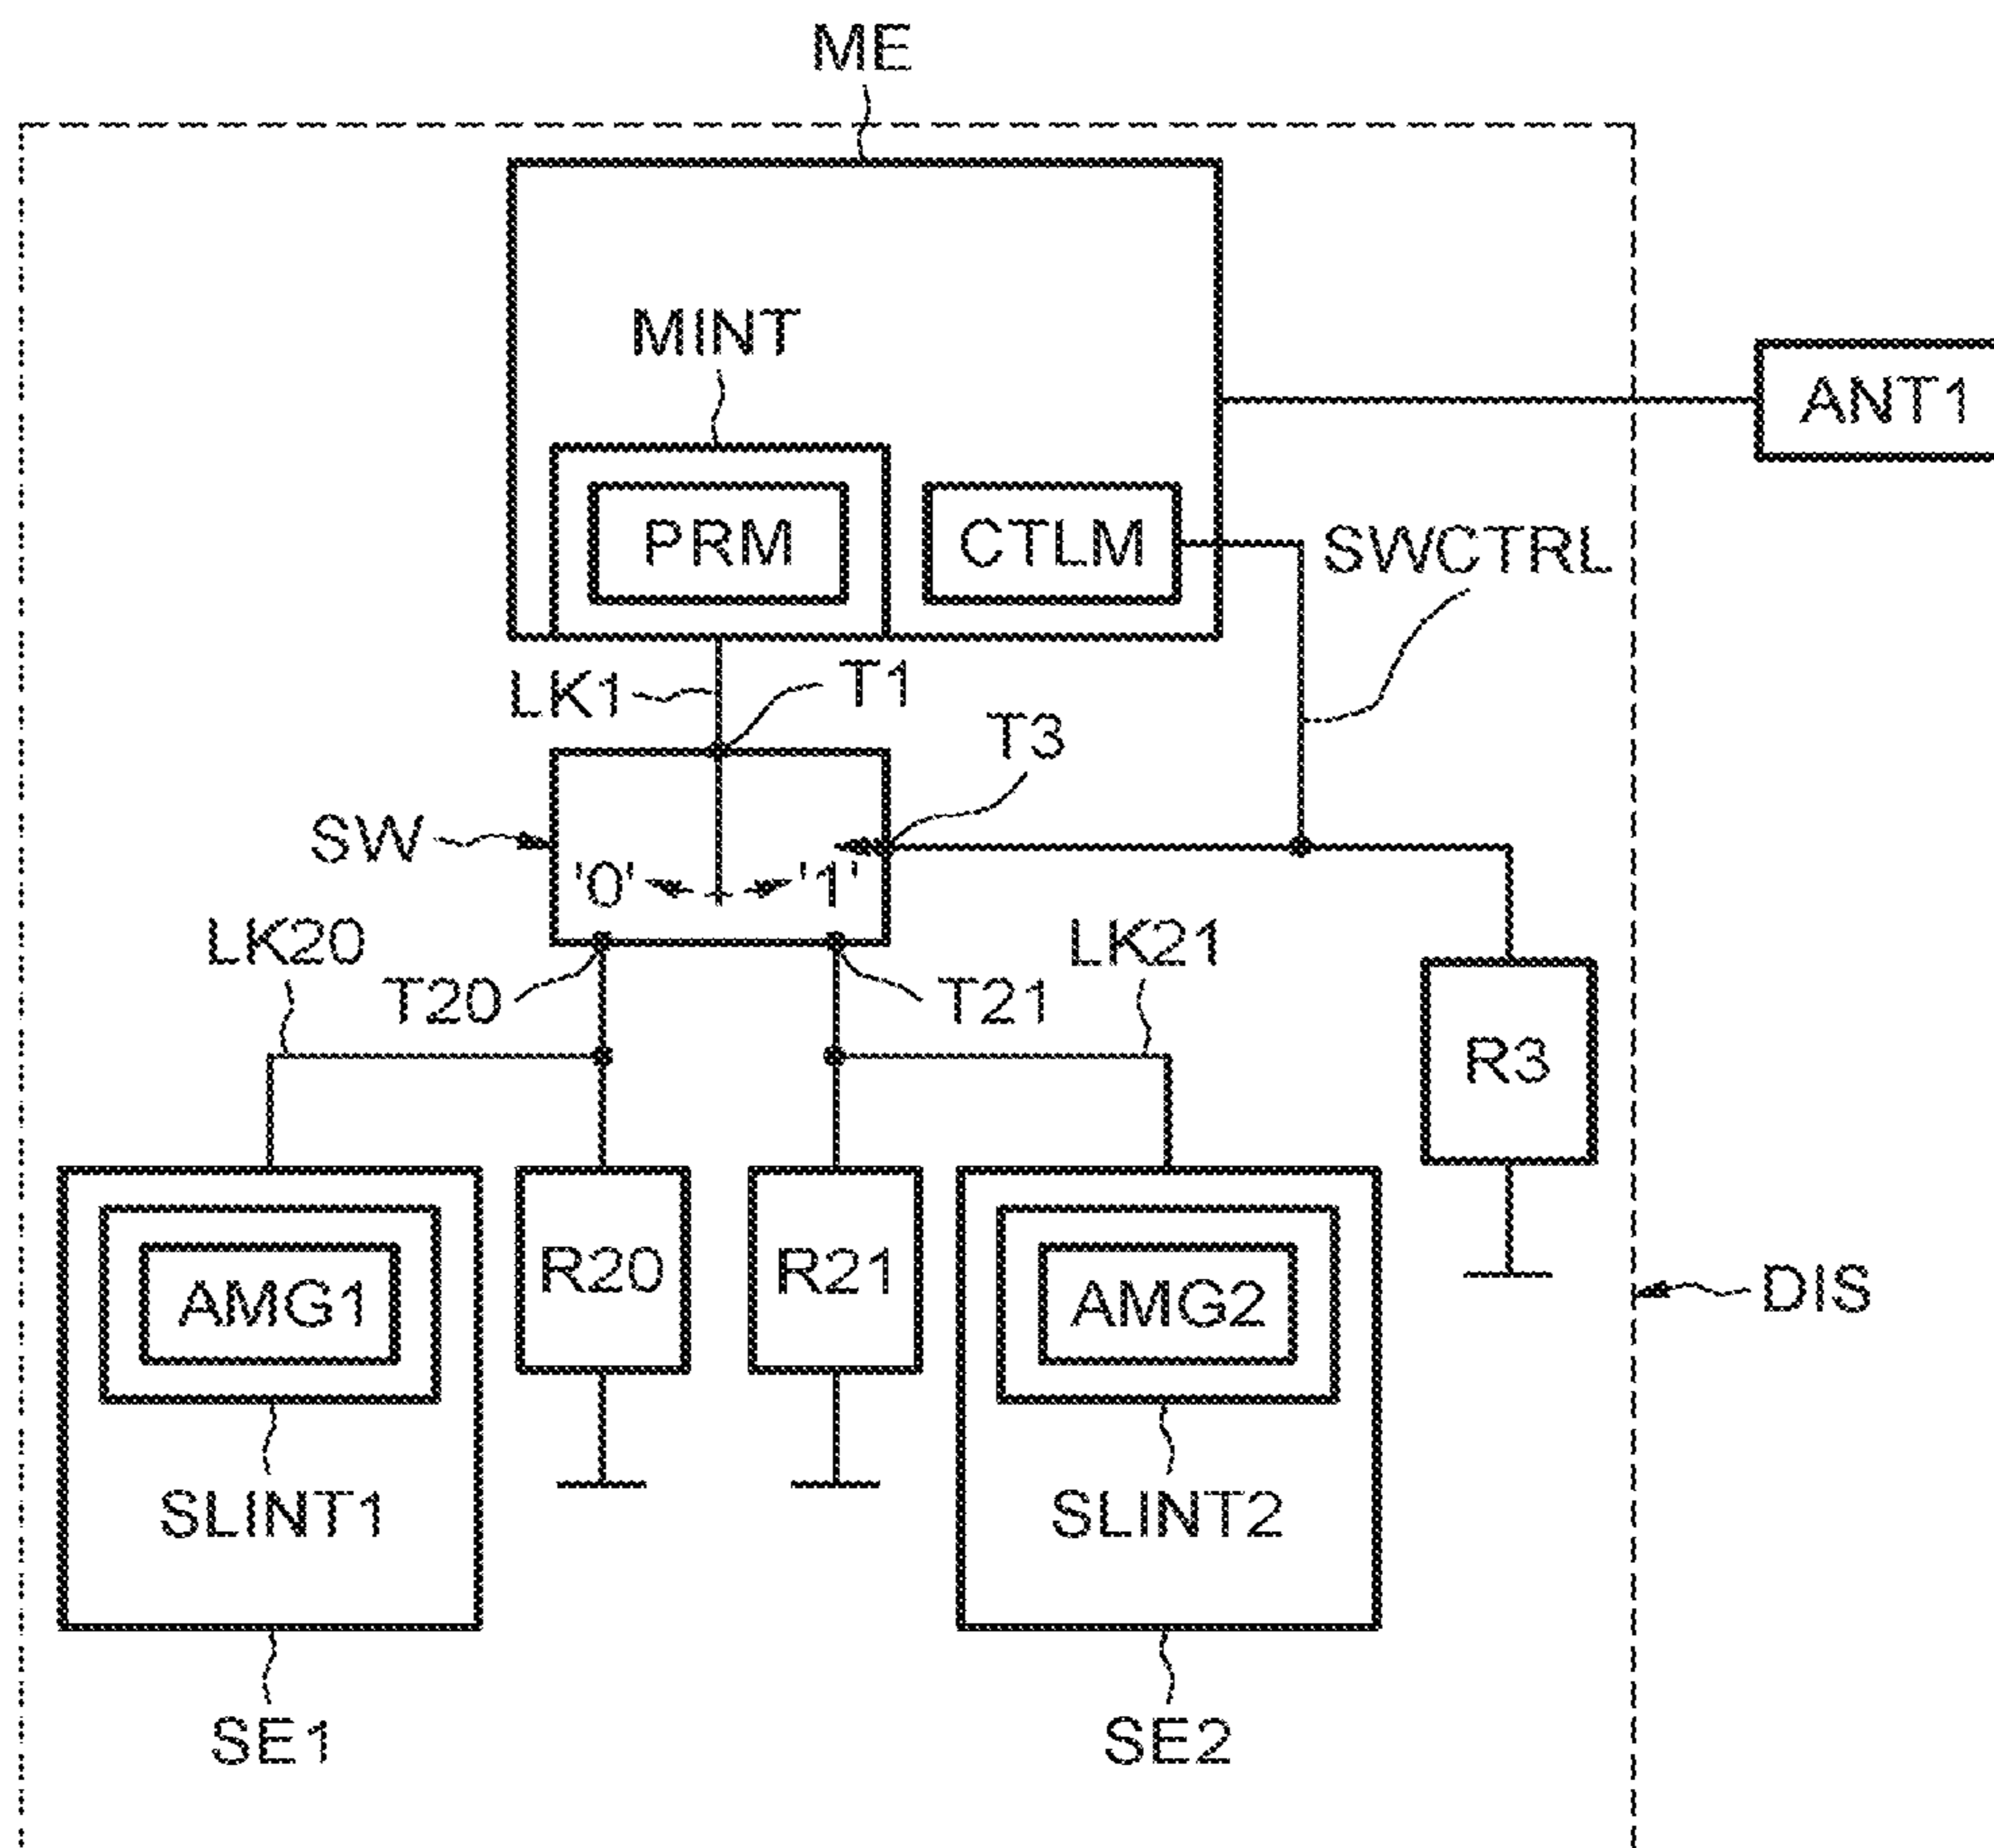 ME
MINT
ANT1
PRM
CTLM
SWCTRL
LK1
T1
T3
SW
'0'
'1'
LK20
LK21
T20
T21
R3
AMG1
R20
R21
AMG2
DIS
SLINT1
SLINT2
SE1
SE2